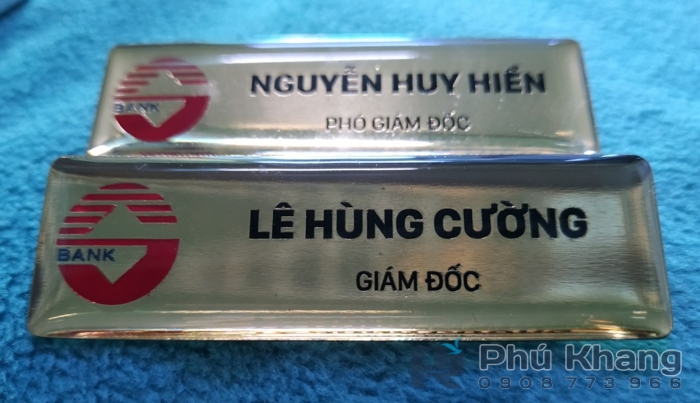 BANK
NGUYỄN HUY HIỂN
PHÓ GIÁM ĐỐC
BANK
LÊ HÙNG CƯỜNG
GIÁM ĐỐC
Phú Khang
0908 773 966